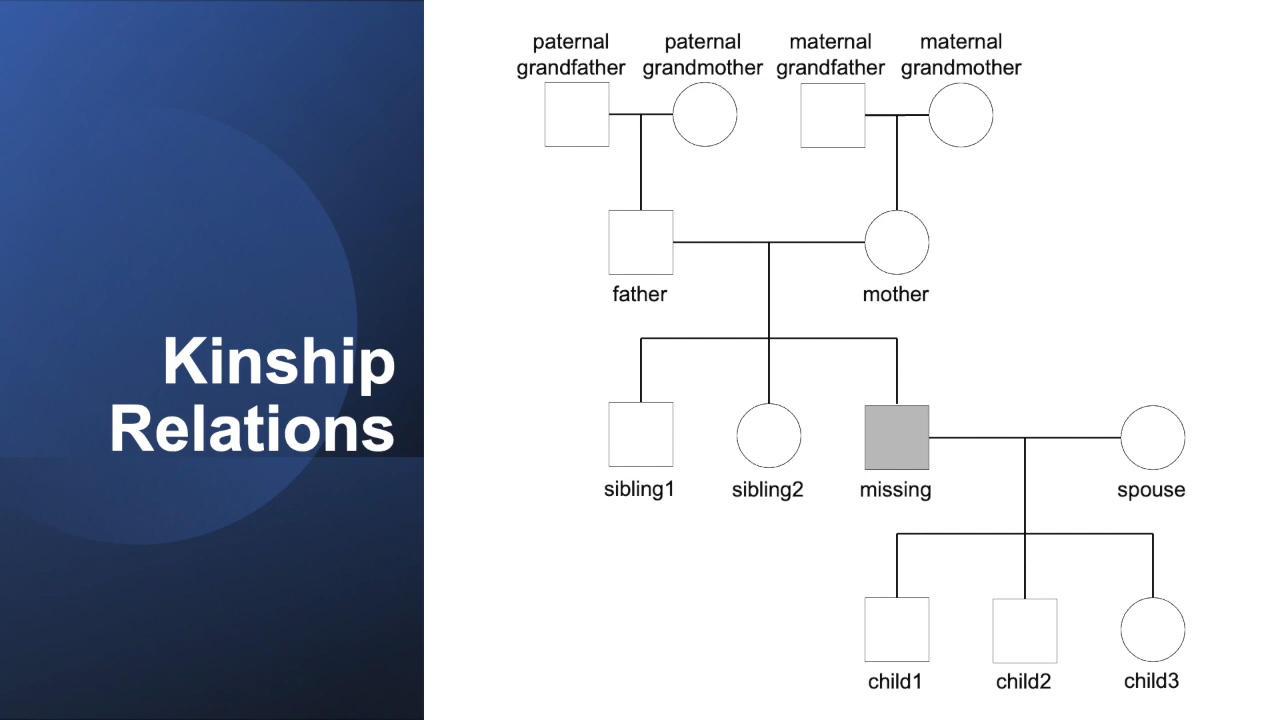 Kinship
Relations
paternal
grandfather
paternal
grandmother
maternal
grandfather
maternal
grandmother
father
mother
sibling1
sibling2
missing
spouse
child1
child2
child3